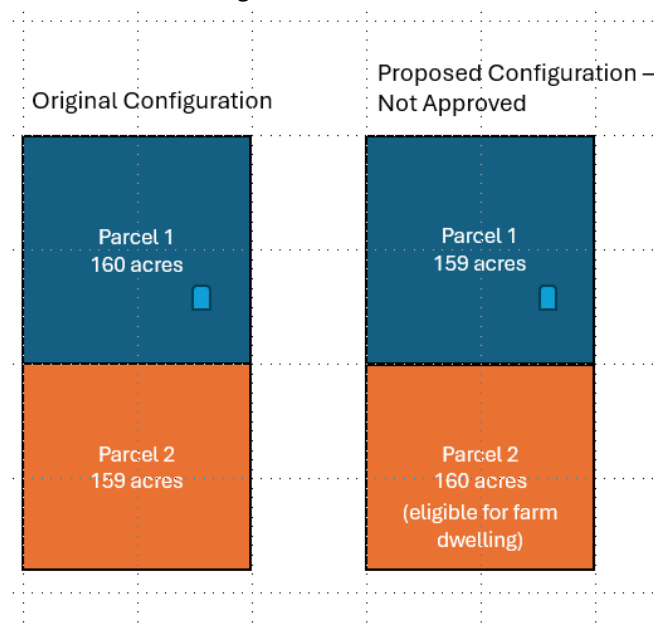 Original Configuration
Proposed Configuration –
Not Approved
Parcel 1
160 acres
Parcel 2
159 acres
Parcel 1
159 acres
Parcel 2
160 acres
(eligible for farm
dwelling)